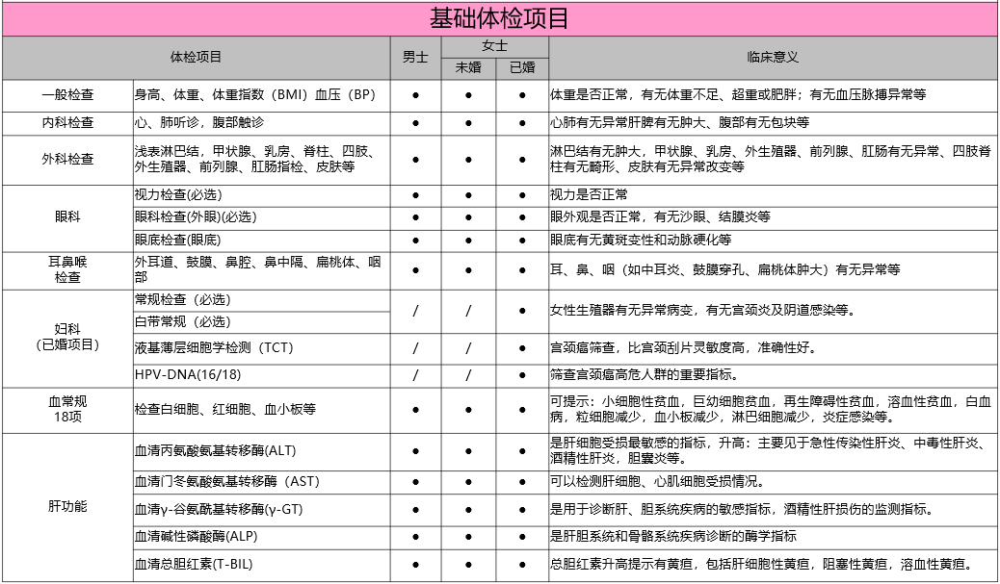 基础体检项目
体检项目 男士 女士 临床意义
未婚 已婚
一般检查 身高、体重、体重指数（BMI）血压（BP） ● ● ● 体重是否正常，有无体重不足、超重或肥胖；有无血压脉搏异常等
内科检查 心、肺听诊，腹部触诊 ● ● ● 心肺有无异常肝脾有无肿大、腹部有无包块等
外科检查 浅表淋巴结，甲状腺、乳房、脊柱、四肢、
外生殖器、前列腺、肛肠指检、皮肤等 ● ● ● 淋巴结有无肿大，甲状腺、乳房、外生殖器、前列腺、肛肠有无异常、四肢脊
柱有无畸形、皮肤有无异常改变等
眼科 视力检查(必选) ● ● ● 视力是否正常
眼科检查(外眼)(必选) ● ● ● 眼外观是否正常，有无沙眼、结膜炎等
眼底检查(眼底) ● ● ● 眼底有无黄斑变性和动脉硬化等
耳鼻喉
检查 外耳道、鼓膜、鼻腔、鼻中隔、扁桃体、咽
部 ● ● ● 耳、鼻、咽（如中耳炎、鼓膜穿孔、扁桃体肿大）有无异常等
妇科
(已婚项目) 常规检查（必选） / / ● 女性生殖器有无异常病变，有无宫颈炎及阴道感染等。
白带常规（必选）
液基薄层细胞学检测（TCT） / / ● 宫颈癌筛查，比宫颈刮片灵敏度高，准确性好。
HPV-DNA(16/18) / / ● 筛查宫颈癌高危人群的重要指标。
血常规
18项 检查白细胞、红细胞、血小板等 ● ● ● 可提示：小细胞性贫血，巨幼细胞贫血，再生障碍性贫血，溶血性贫血，白血
病，粒细胞减少，血小板减少，淋巴细胞减少，炎症感染等。
肝功能 血清丙氨酸氨基转移酶(ALT) ● ● ● 是肝细胞受损最敏感的指标，升高：主要见于急性传染性肝炎、中毒性肝炎、
酒精性肝炎，胆囊炎等。
血清门冬氨酸氨基转移酶（AST） ● ● ● 可以检测肝细胞、心肌细胞受损情况。
血清γ-谷氨酰基转移酶(γ-GT) ● ● ● 是用于诊断肝、胆系统疾病的敏感指标，酒精性肝损伤的监测指标。
血清碱性磷酸酶(ALP) ● ● ● 是肝胆系统和骨骼系统疾病诊断的酶学指标
血清总胆红素(T-BIL) ● ● ● 总胆红素升高提示有黄疸，包括肝细胞性黄疸，阻塞性黄疸，溶血性黄疸。